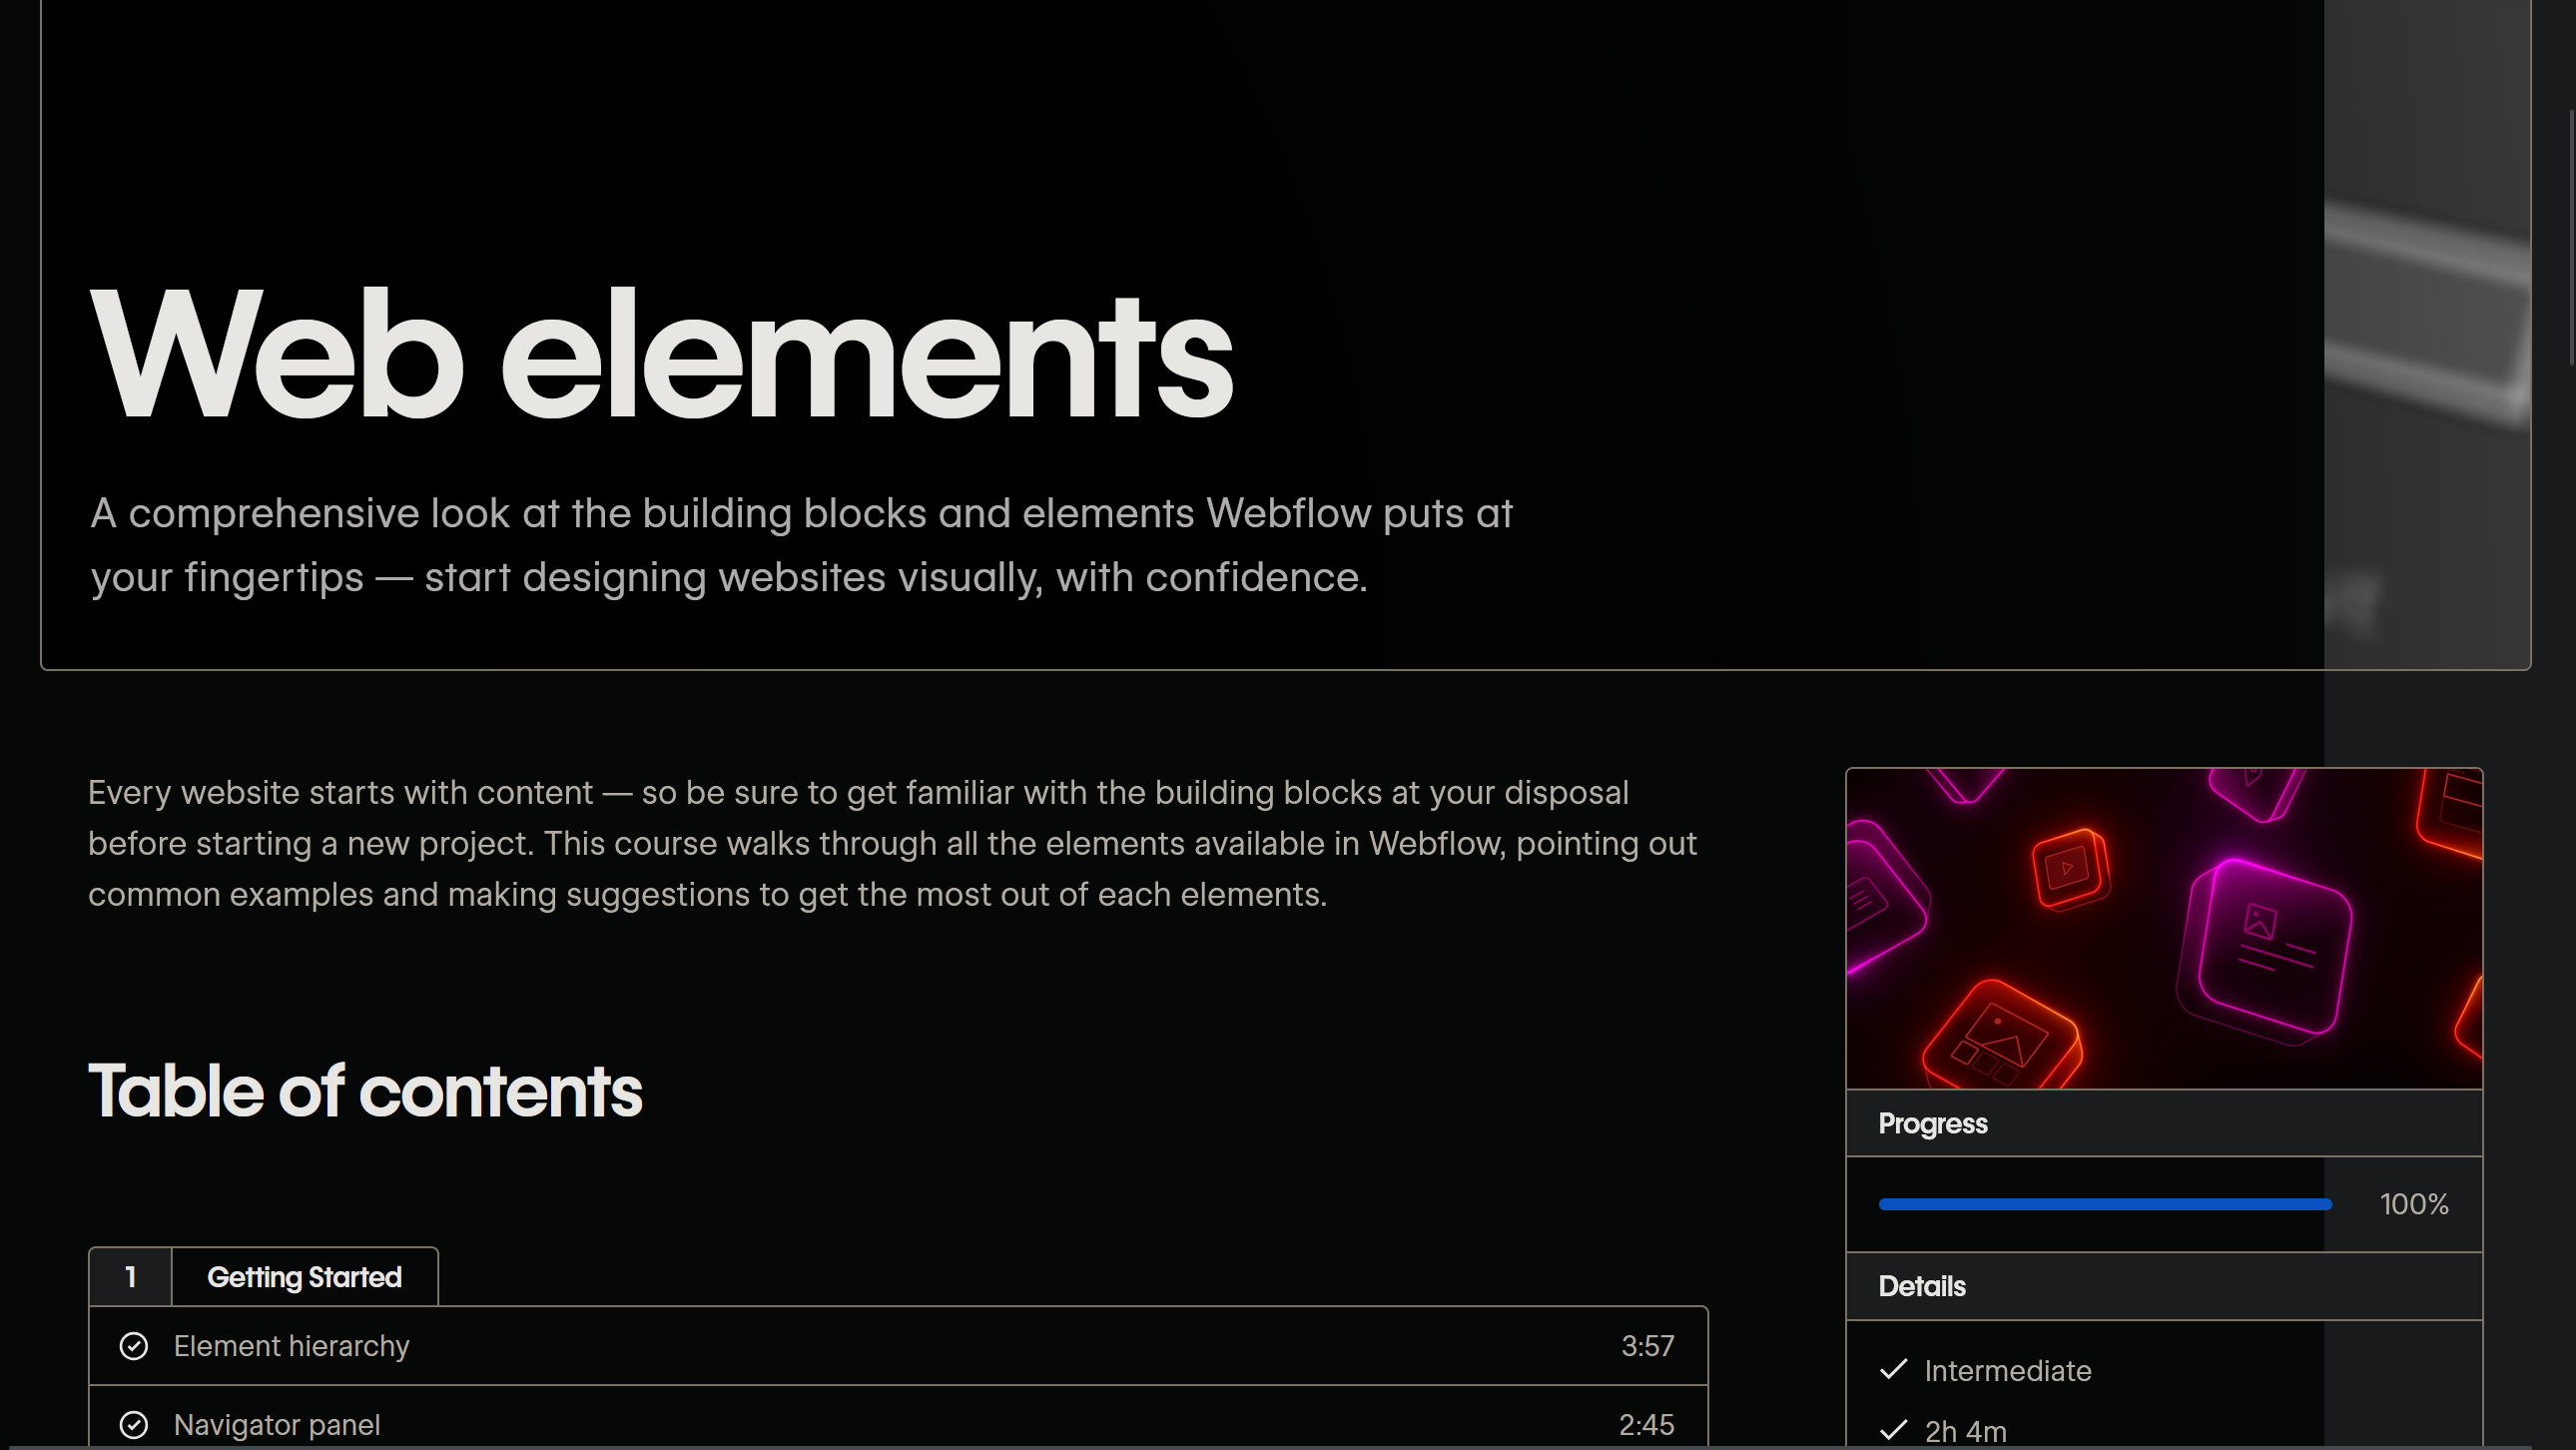 Web elements
A comprehensive look at the building blocks and elements Webflow puts at
your fingertips — start designing websites visually, with confidence.
Every website starts with content — so be sure to get familiar with the building blocks at your disposal
before starting a new project. This course walks through all the elements available in Webflow, pointing out
common examples and making suggestions to get the most out of each elements.
Table of contents
1 Getting Started
Element hierarchy 3:57
Navigator panel 2:45
Progress
100%
Details
Intermediate
2h 4m